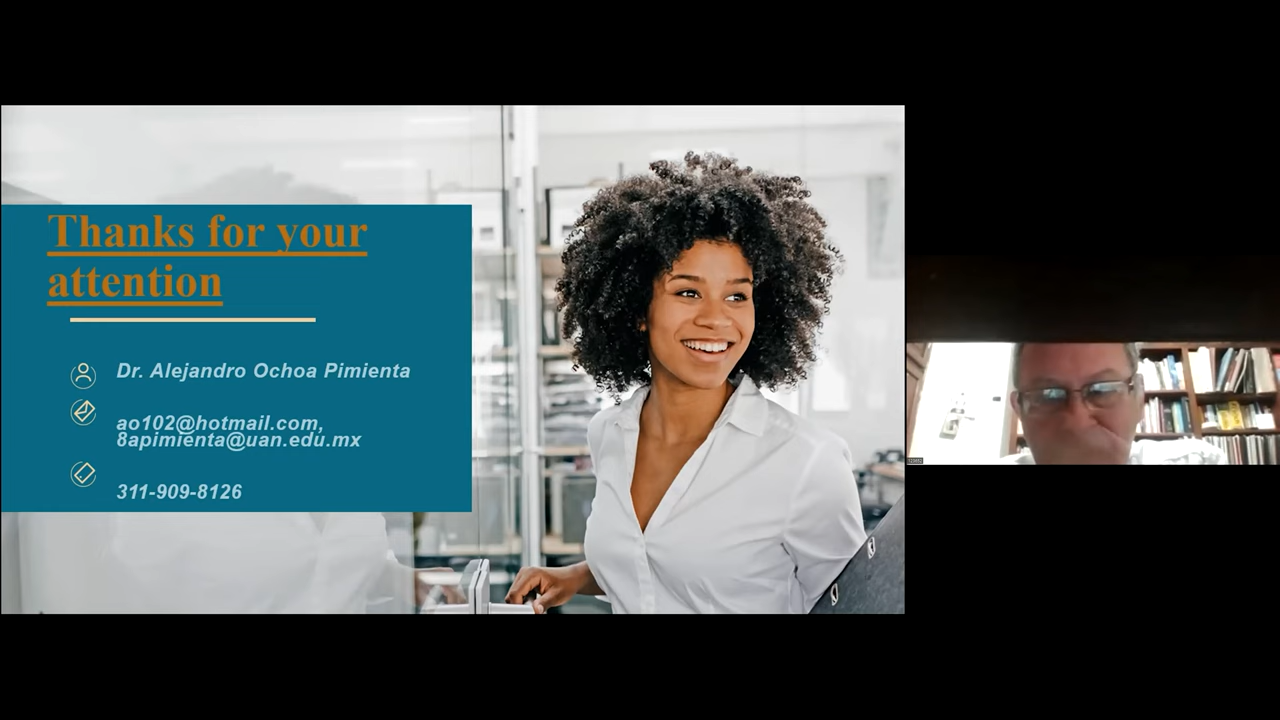 Thanks for your
attention
Dr. Alejandro Ochoa Pimienta
ao102@hotmail.com,
8apimienta@uan.edu.mx
311-909-8126